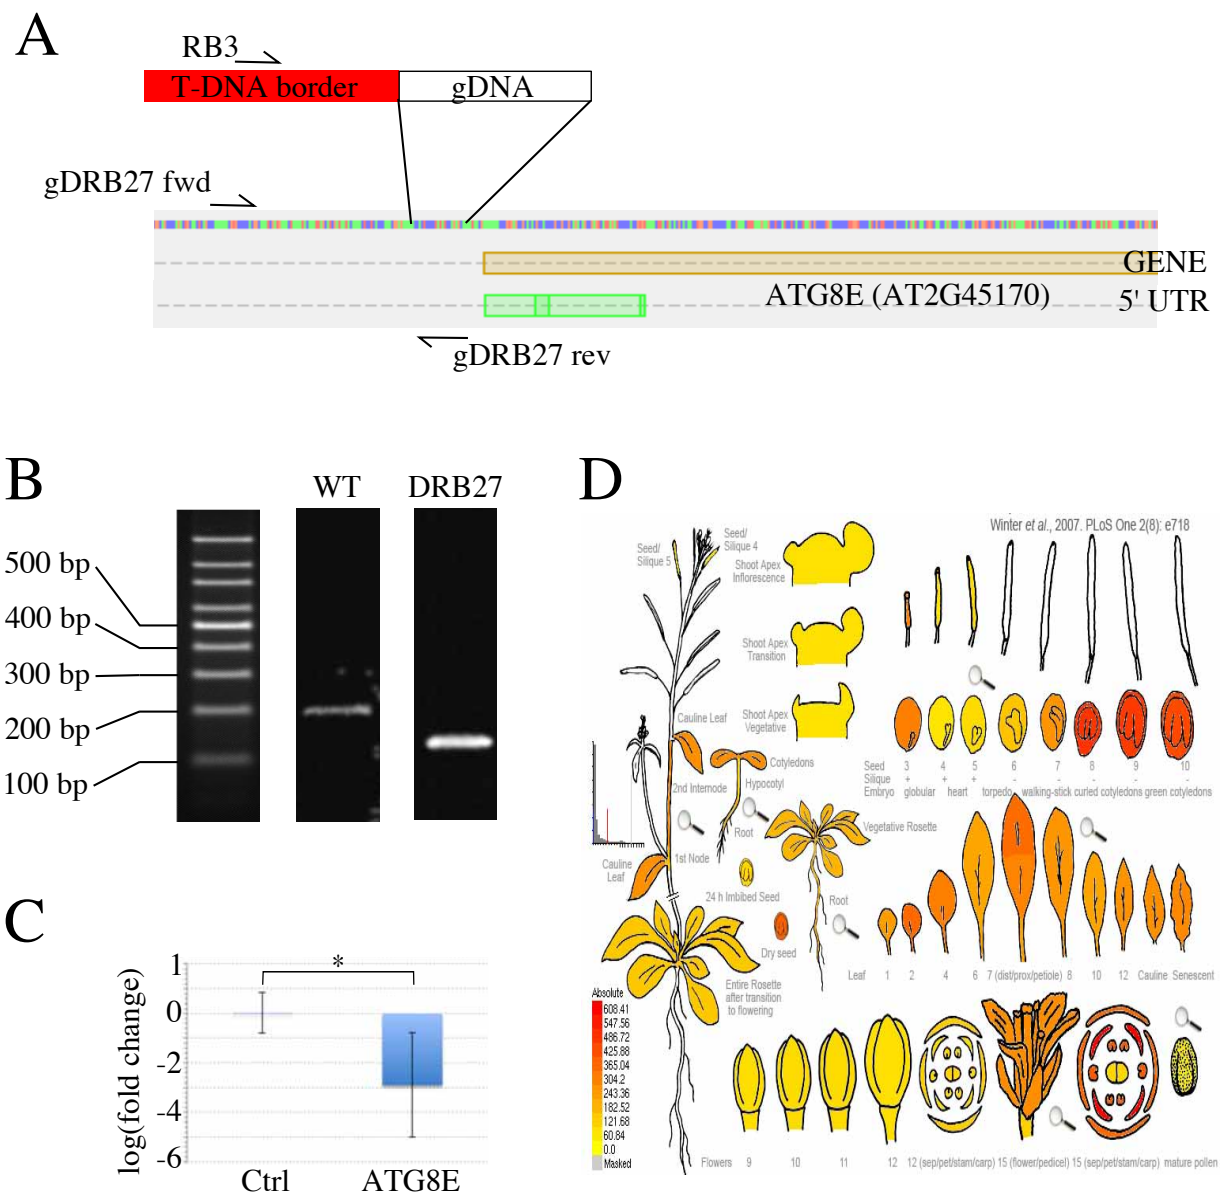 A
RB3
T-DNA border
gDNA
gDRB27 fwd
GENE
ATG8E (AT2G45170)
5' UTR
gDRB27 rev
B
WT
DRB27
500 bp
400 bp
300 bp
200 bp
100 bp
C
log(fold change)
1
0
-2
-4
-6
*
Ctrl
ATG8E
D
Winter et al., 2007. PLoS One 2(8): e718
Seed/
Silique 5
Seed/
Silique 4
Shoot Apex
Inflorescence
Shoot Apex
Transition
Shoot Apex
Vegetative
Cauline Leaf
Cotyledons
2nd Internode
Hypocotyl
Root
1st Node
Cauline
Leaf
24 h Imbibed Seed
Dry seed
Vegetative Rosette
Root
Entire Rosette
after transition
to flowering
Seed 3 4 5 6 7 8 9 10
Silique + + + - - - - -
Embryo globular heart torpedo walking-stick curled cotyledons green cotyledons
Leaf 1 2 4 6 7 (dist/prox/petiole) 8 10 12 Cauline Senescent
Absolute
608.41
547.56
486.72
425.88
365.04
304.2
243.36
182.52
121.68
60.84
0.0
Masked
Flowers 9 10 11 12 12 (sep/pet/stam/carp) 15 (flower/pedicel) 15 (sep/pet/stam/carp) mature pollen